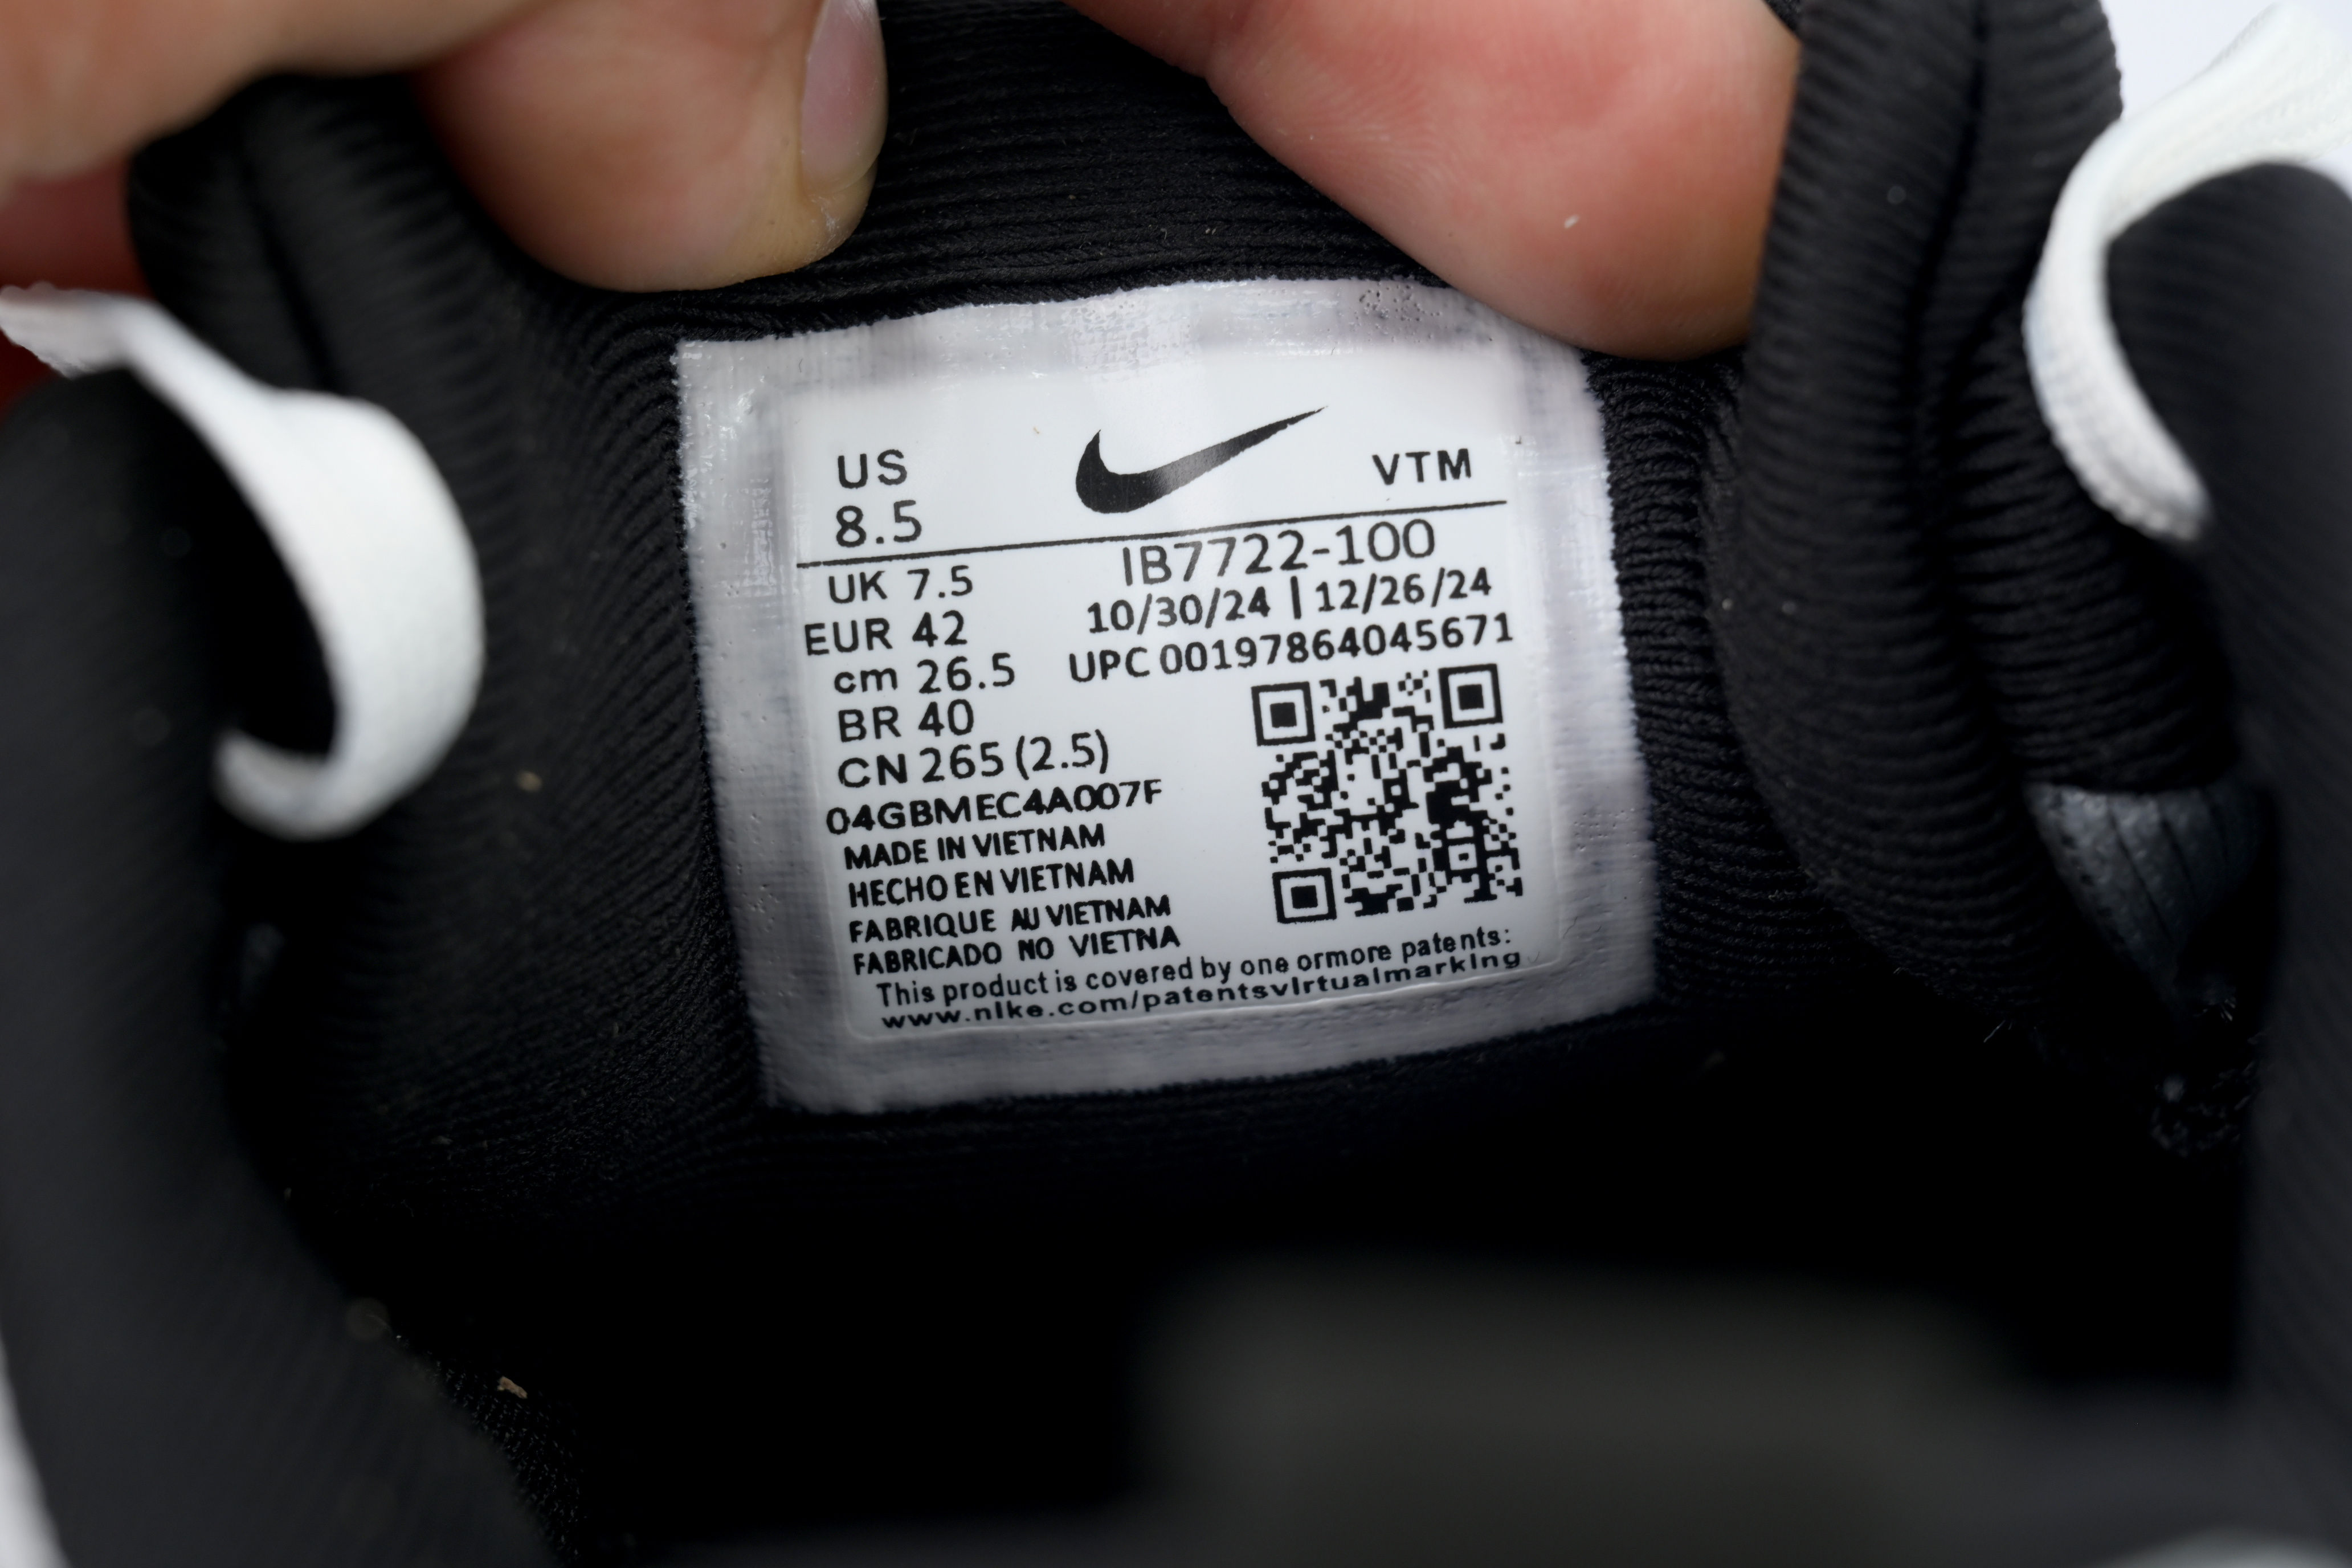 US VTM
8.5
IB7722-100
UK 7.5
10/30/24 | 12/26/24
EUR 42
UPC 00197864045671
cm 26.5
BR 40
CN 265 (2.5)
04GBMEC4A007F
MADE IN VIETNAM
HECHO EN VIETNAM
FABRIQUE AU VIETNAM
FABRICADO NO VIETNA
This product is covered by one ormore patents:
www.nlke.com/patentsvlrtualmarklng